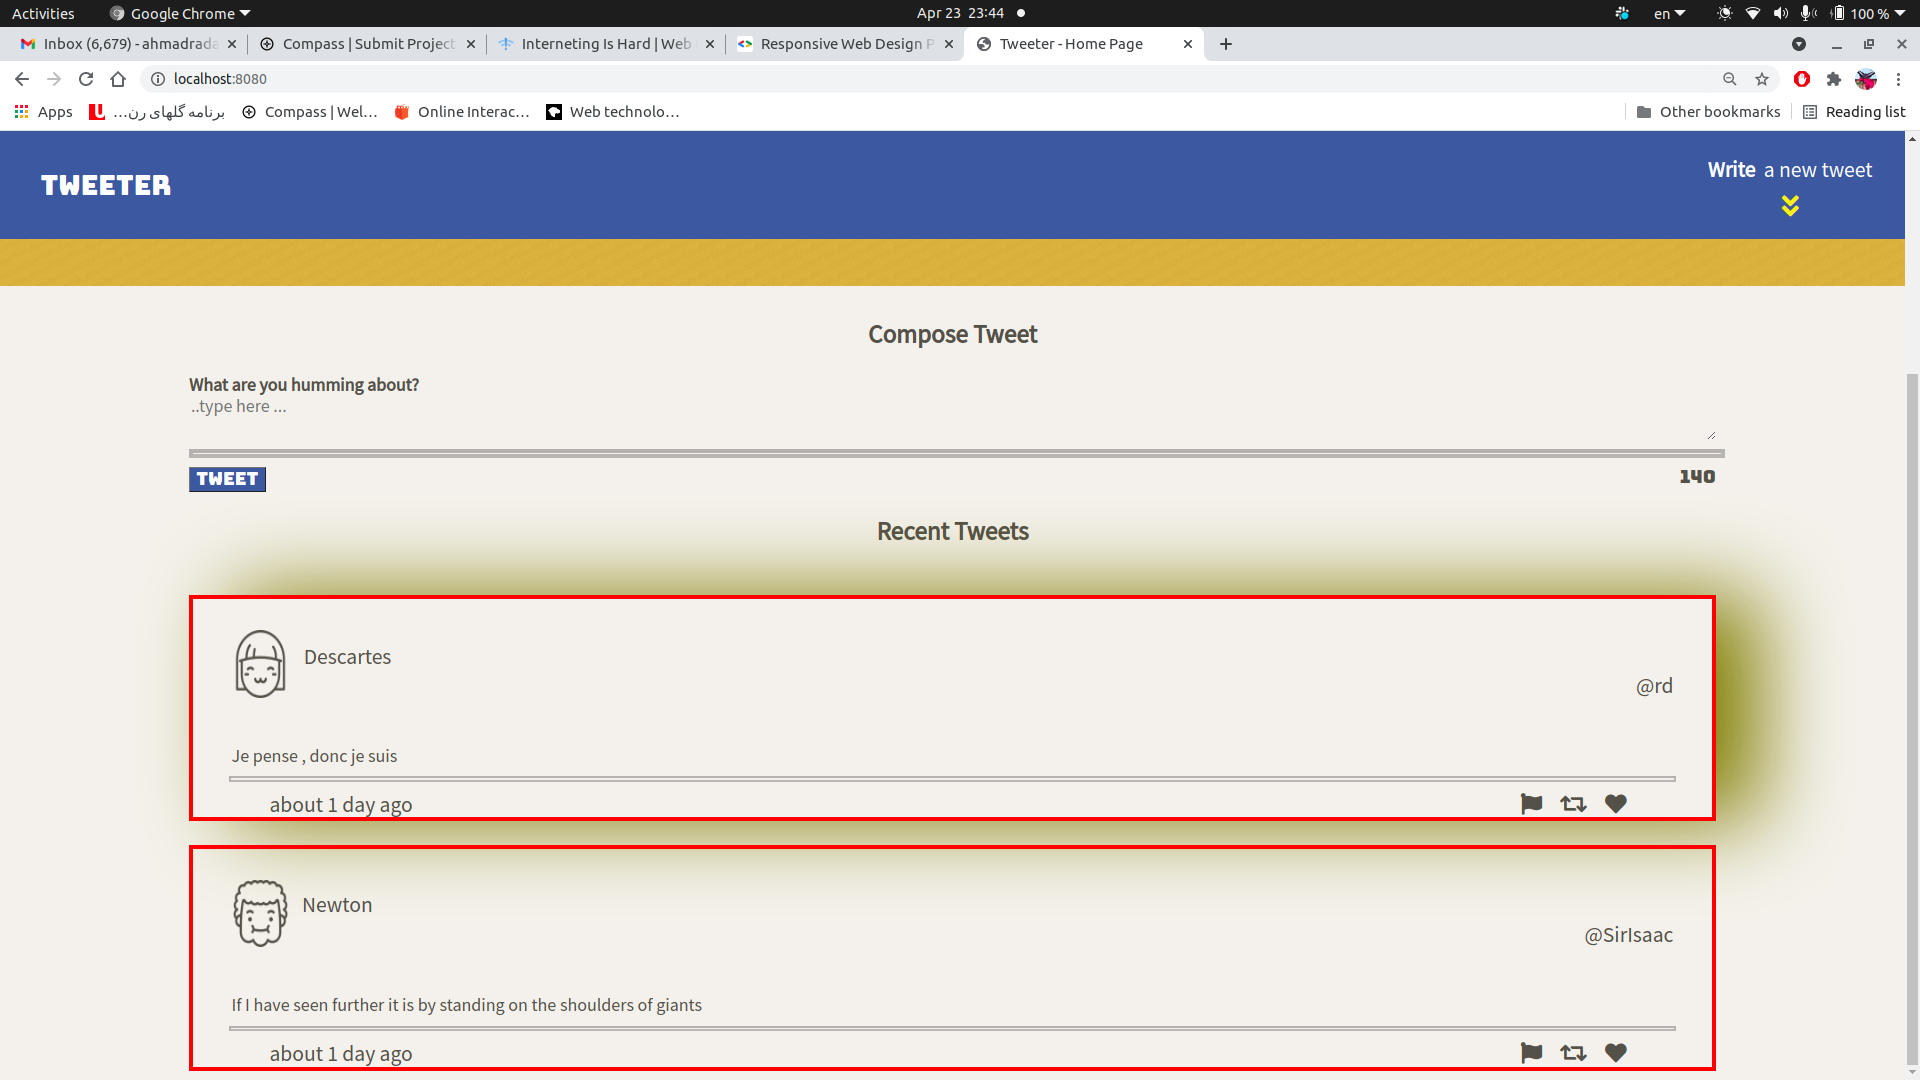 Activities Google Chrome Apr 23 23:44 en 100 %
Inbox (6,679) - ahmadrada Compass | Submit Project Interneting Is Hard | Web Responsive Web Design P Tweeter - Home Page
localhost:8080
Apps برنامه گلهای رن... Compass | Wel... Online Interac... Web technolo... Other bookmarks Reading list
TWEETER
Write a new tweet
Compose Tweet
What are you humming about?
..type here ...
TWEET 140
Recent Tweets
Descartes
@rd
Je pense , donc je suis
about 1 day ago
Newton
@SirIsaac
If I have seen further it is by standing on the shoulders of giants
about 1 day ago